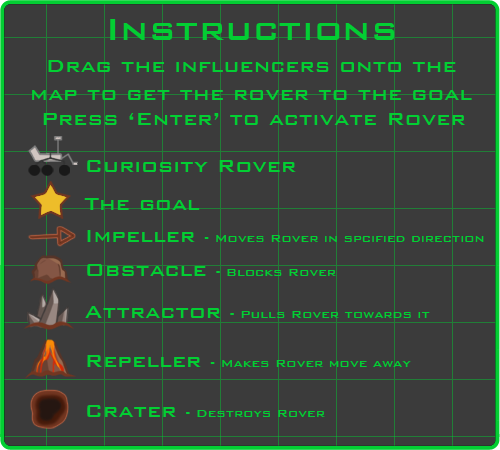 Instructions
Drag the influencers onto the
map to get the rover to the goal
Press ‘Enter’ to activate Rover
Curiosity Rover
The goal
Impeller - Moves Rover in spcified direction
Obstacle - Blocks Rover
Attractor - Pulls Rover towards it
Repeller - Makes Rover move away
Crater - Destroys Rover